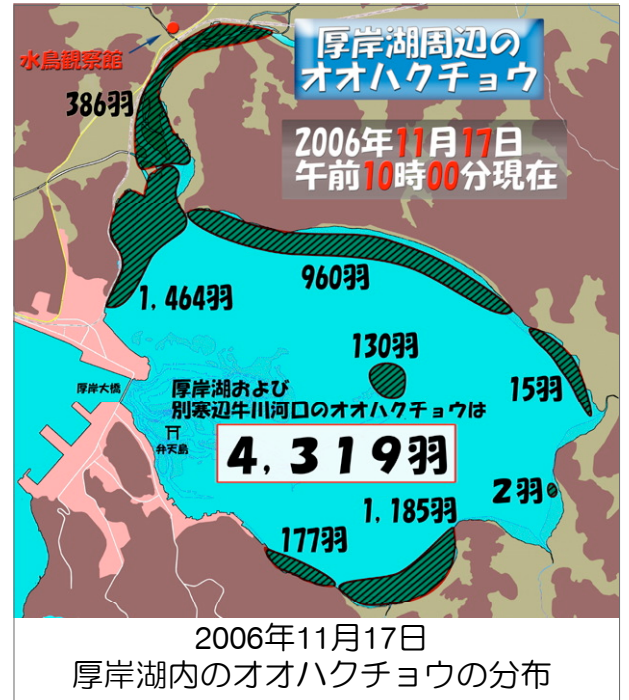 厚岸湖周辺の
オオハクチョウ
水鳥観察館
386羽
2006年11月17日
午前10時00分現在
1,464羽
960羽
130羽
15羽
厚岸大橋
厚岸湖および
別寒辺牛川河口のオオハクチョウは
弁天島
4,319羽
2羽
1,185羽
177羽
2006年11月17日
厚岸湖内のオオハクチョウの分布